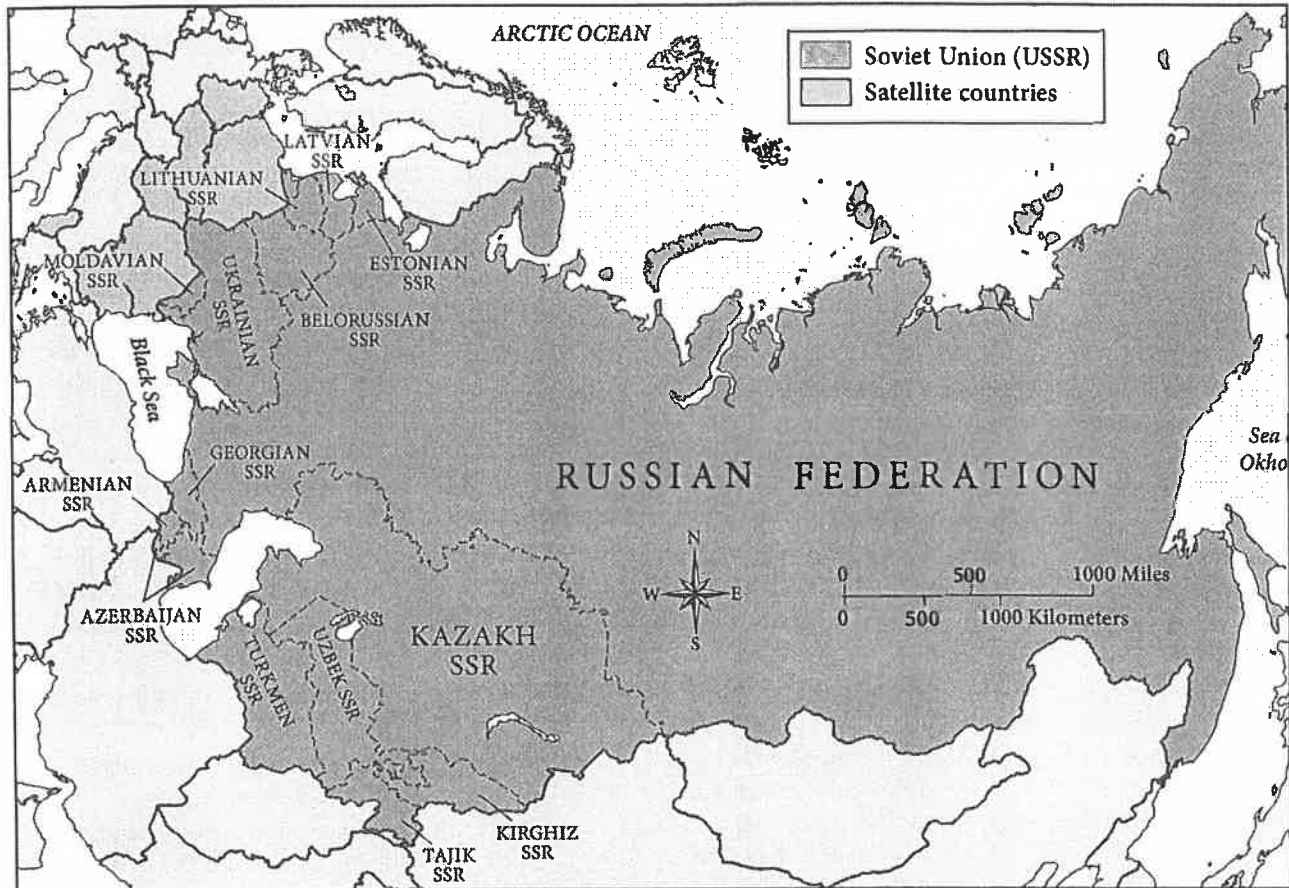 ARCTIC OCEAN
Soviet Union (USSR)
Satellite countries
LATVIAN
SSR
LITHUANIAN
SSR
MOLDAVIAN
SSR
UKRAINIAN
SSR
ESTONIAN
SSR
BELORUSSIAN
SSR
Black Sea
GEORGIAN
SSR
ARMENIAN
SSR
RUSSIAN FEDERATION
Sea
Okho
N
W
E
S
0 500 1000 Miles
0 500 1000 Kilometers
AZERBAIJAN
SSR
TURKMEN
SSR
UZBEK SSR
KAZAKH
SSR
KIRGHIZ
SSR
TAJIK
SSR